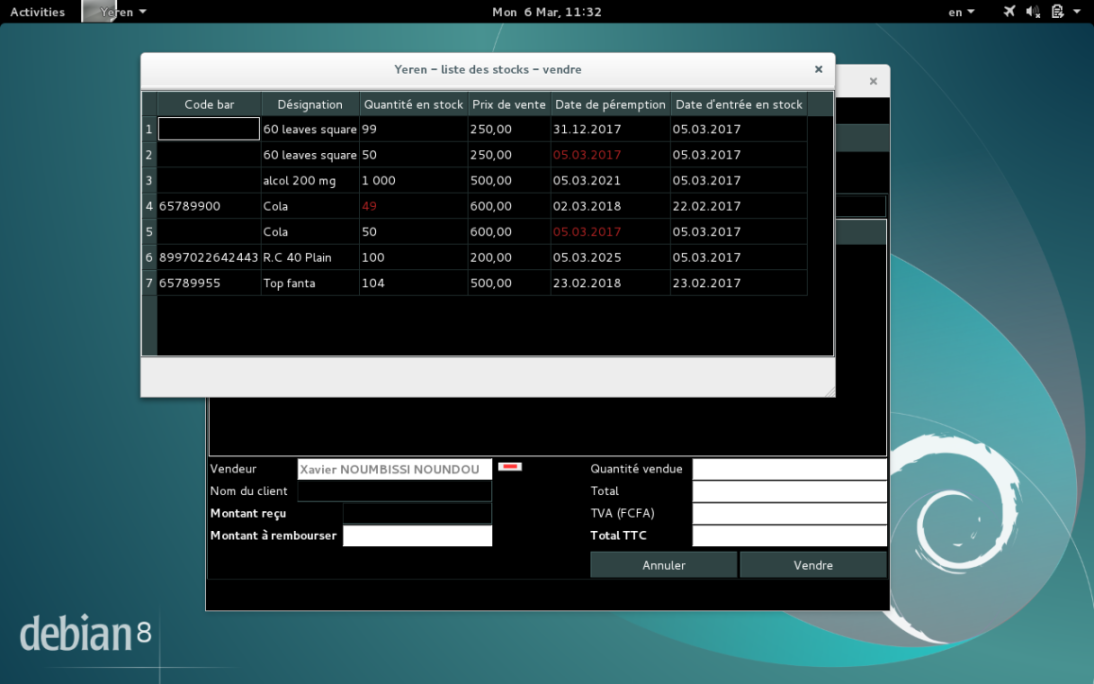 Activities Yeren Mon 6 Mar, 11:32 en
Yeren – liste des stocks – vendre ×
×
Code bar Désignation Quantité en stock Prix de vente Date de péremption Date d'entrée en stock
1 60 leaves square 99 250,00 31.12.2017 05.03.2017
2 60 leaves square 50 250,00 05.03.2017 05.03.2017
3 alcol 200 mg 1 000 500,00 05.03.2021 05.03.2017
4 65789900 Cola 49 600,00 02.03.2018 22.02.2017
5 Cola 50 600,00 05.03.2017 05.03.2017
6 8997022642443 R.C 40 Plain 100 200,00 05.03.2025 05.03.2017
7 65789955 Top fanta 104 500,00 23.02.2018 23.02.2017
Vendeur Xavier NOUMBISSI NOUNDOU Quantité vendue
Nom du client Total
Montant reçu TVA (FCFA)
Montant à rembourser Total TTC
Annuler Vendre
debian 8